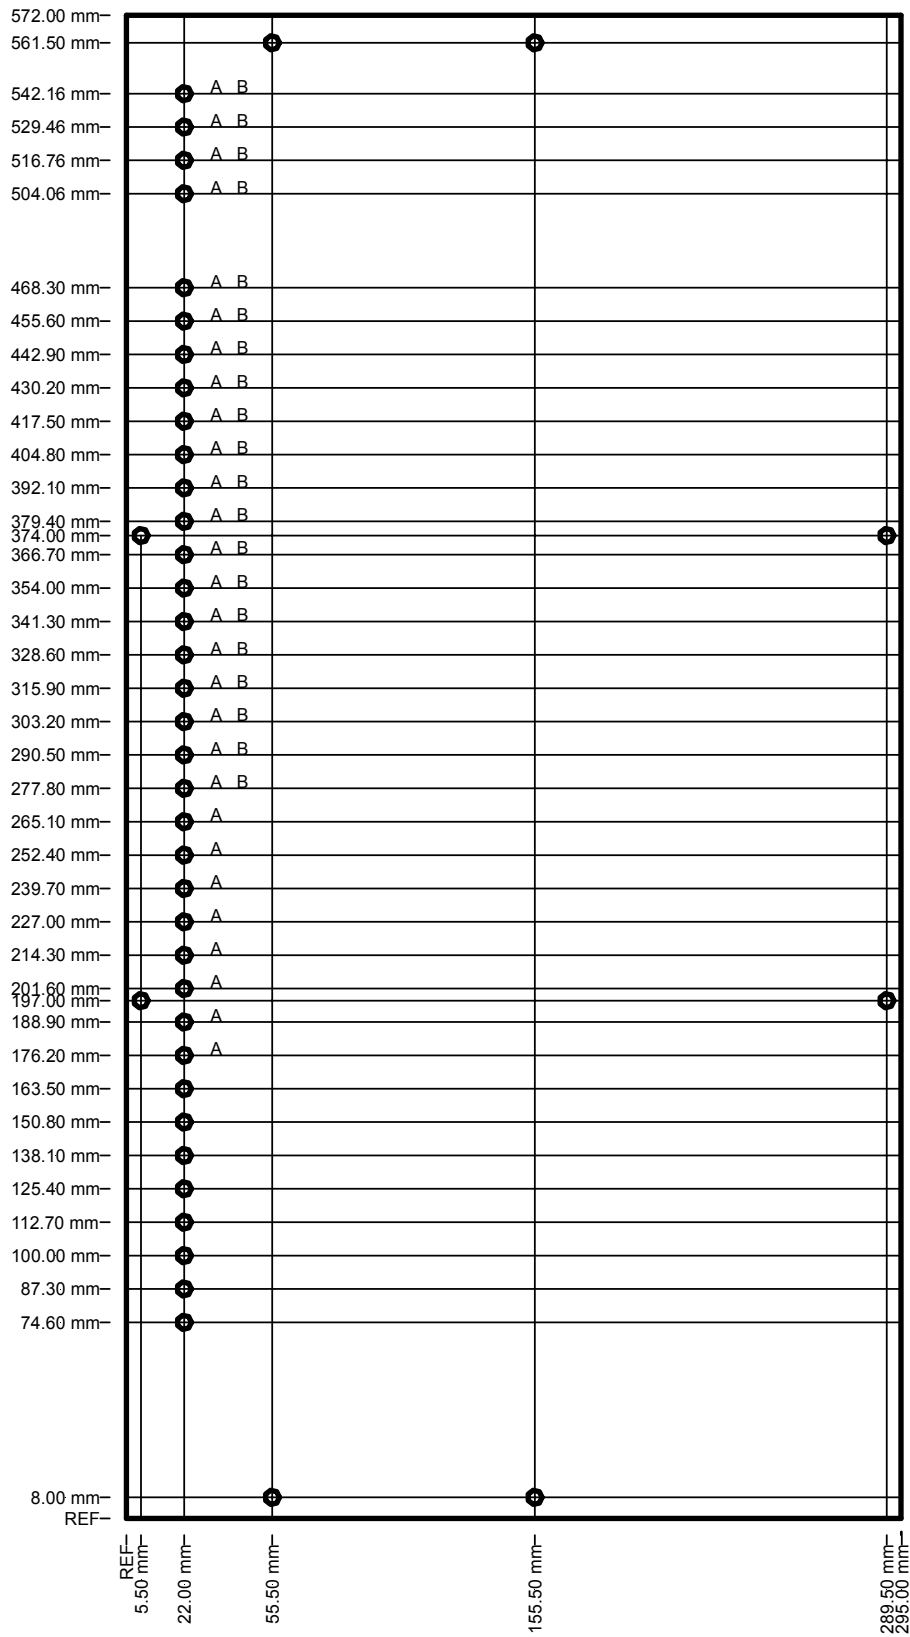 572.00 mm
561.50 mm
542.16 mm A B
529.46 mm A B
516.76 mm A B
504.06 mm A B
468.30 mm A B
455.60 mm A B
442.90 mm A B
430.20 mm A B
417.50 mm A B
404.80 mm A B
392.10 mm A B
379.40 mm A B
374.00 mm
366.70 mm A B
354.00 mm A B
341.30 mm A B
328.60 mm A B
315.90 mm A B
303.20 mm A B
290.50 mm A B
277.80 mm A B
265.10 mm A
252.40 mm A
239.70 mm A
227.00 mm A
214.30 mm A
201.60 mm A
197.00 mm
188.90 mm A
176.20 mm A
163.50 mm
150.80 mm
138.10 mm
125.40 mm
112.70 mm
100.00 mm
87.30 mm
74.60 mm
8.00 mm
REF
REF
5.50 mm
22.00 mm
55.50 mm
155.50 mm
289.50 mm
295.00 mm